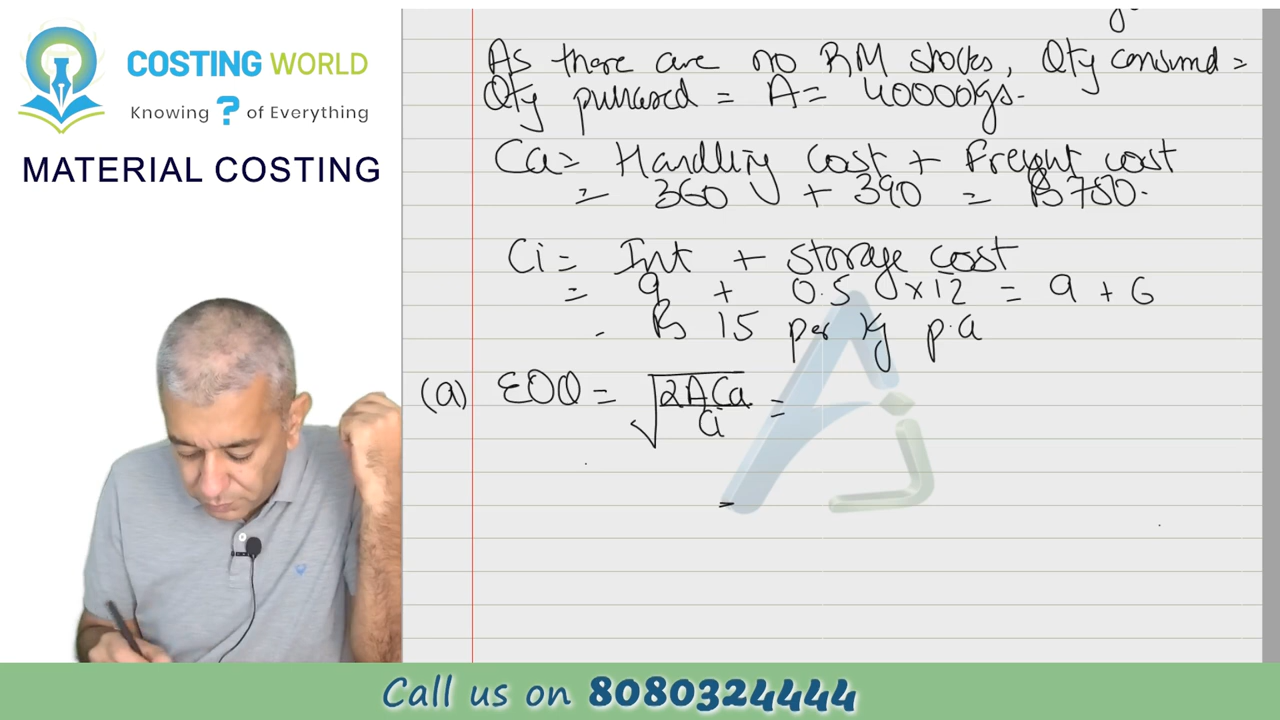 COSTING WORLD
Knowing ? of Everything
MATERIAL COSTING
As there are no RM stocks, Qty consumed =
Qty purchased = A = 40000kgs.
Ca = Handling cost + Freight cost
= 360 + 390 = Rs 750.
Ci = Int + storage cost
= 9 + 0.5 × 12 = 9 + 6
= Rs 15 per kg p.a
(a) EOQ = √2ACa/Ci =
=
Call us on 8080324444